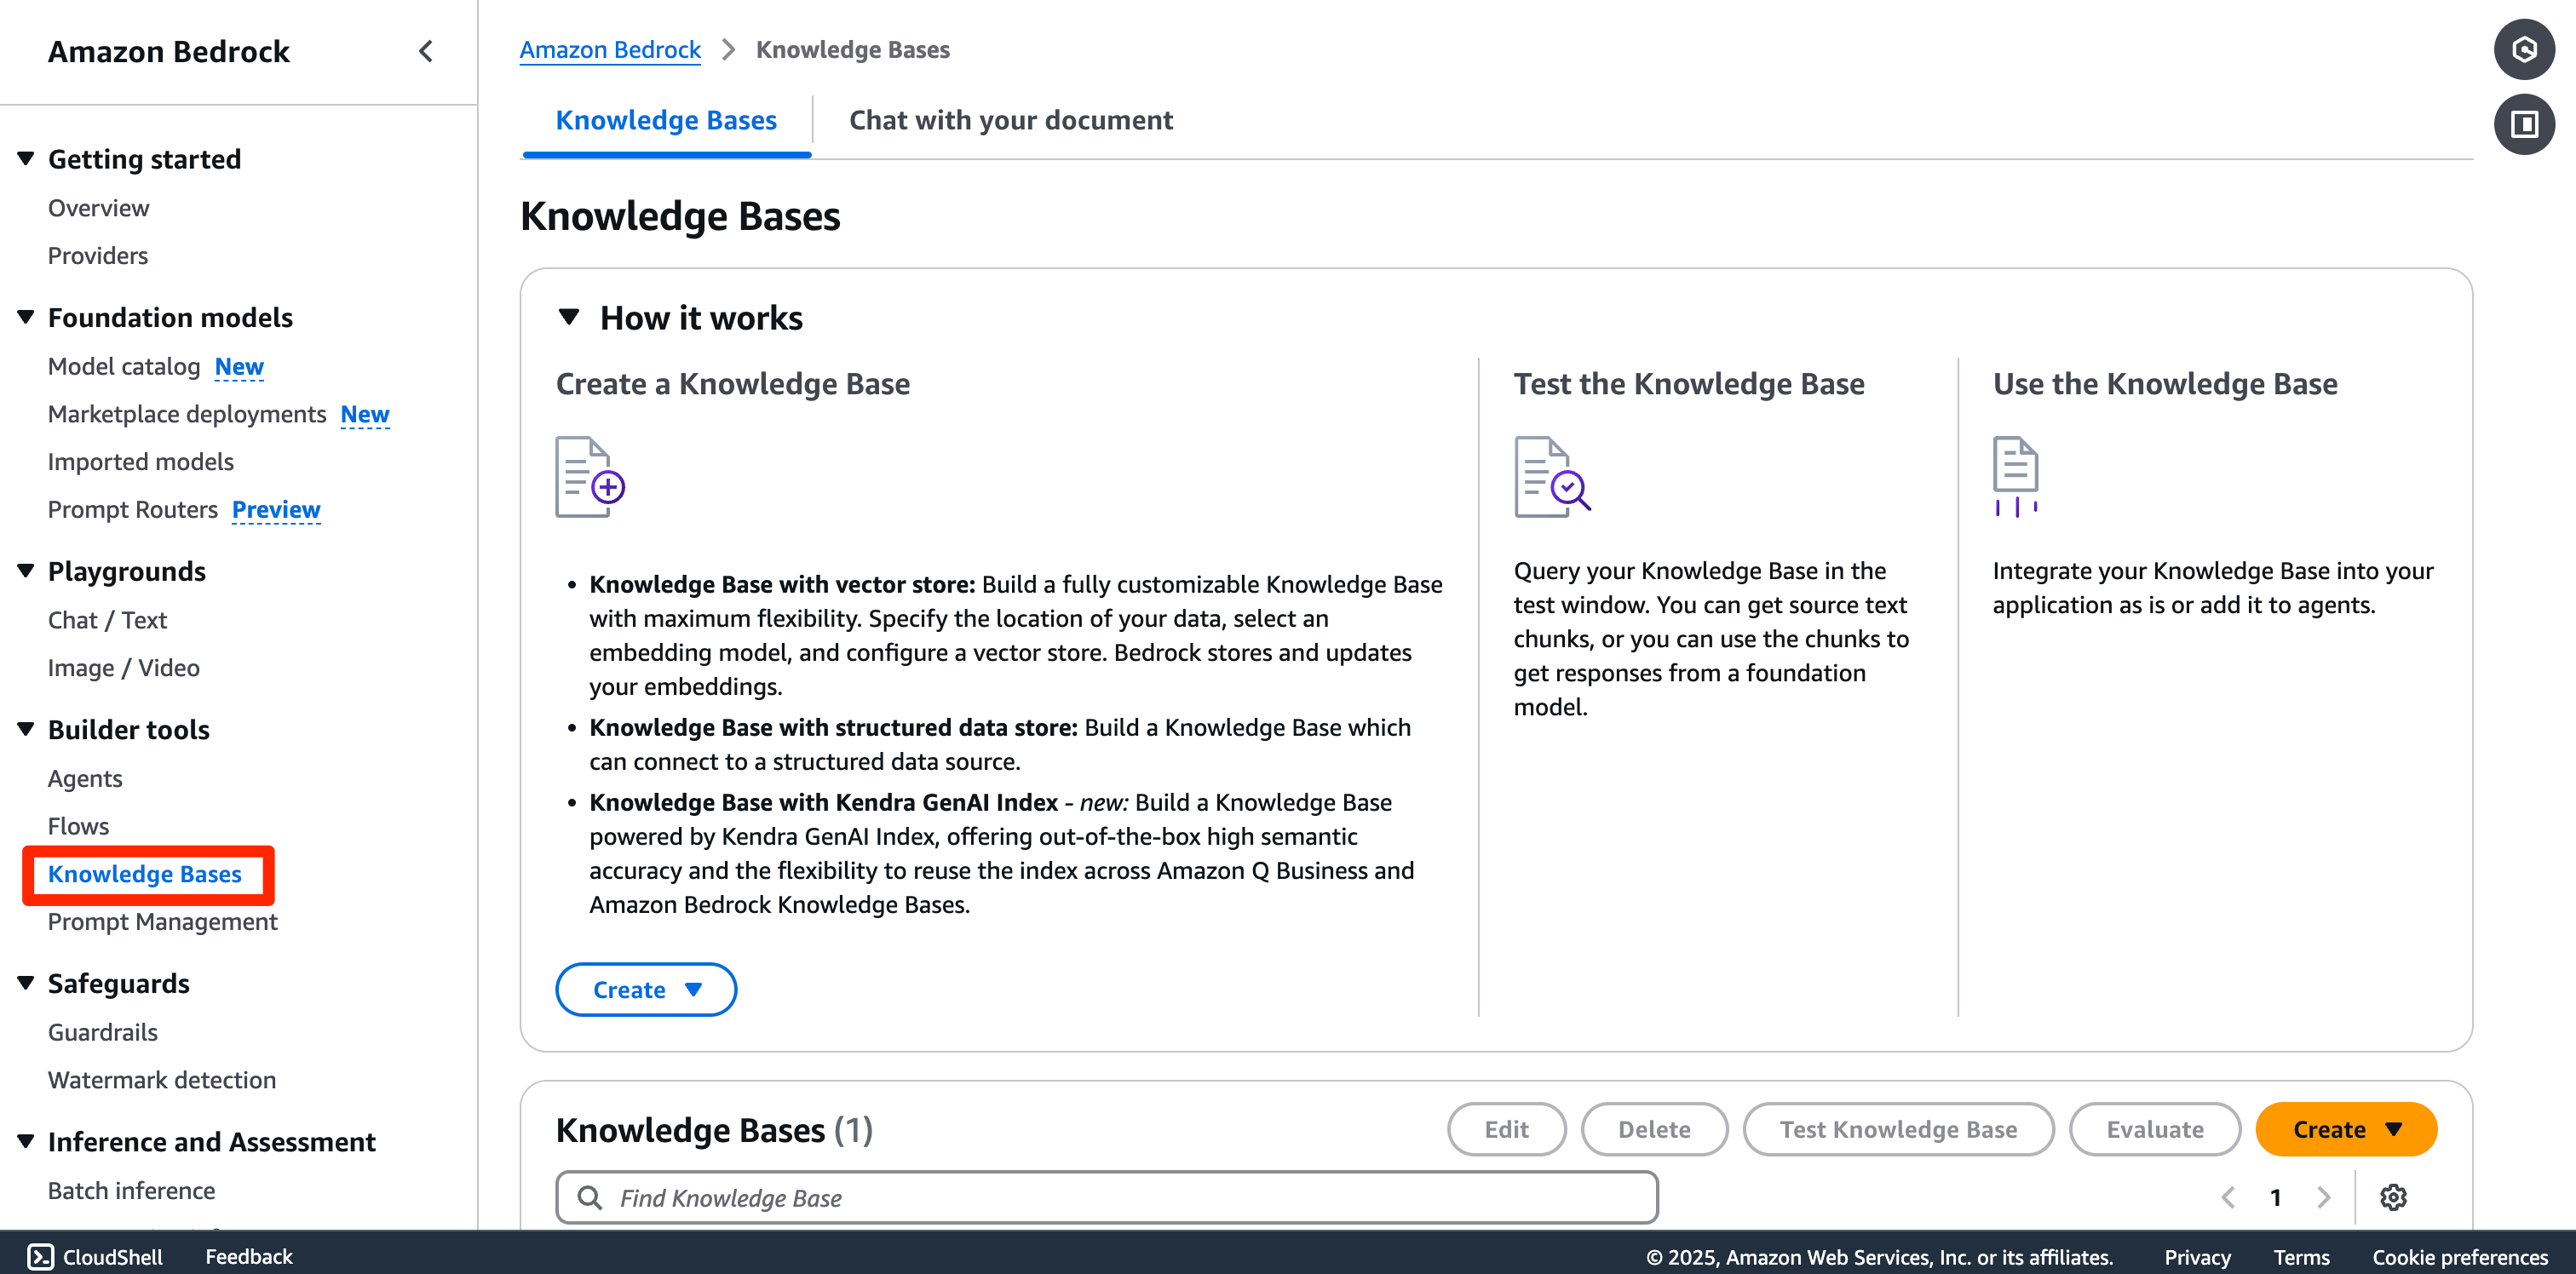 Amazon Bedrock
Getting started
Overview
Providers
Foundation models
Model catalog New
Marketplace deployments New
Imported models
Prompt Routers Preview
Playgrounds
Chat / Text
Image / Video
Builder tools
Agents
Flows
Knowledge Bases
Prompt Management
Safeguards
Guardrails
Watermark detection
Inference and Assessment
Batch inference
Amazon Bedrock > Knowledge Bases
Knowledge Bases
Chat with your document
Knowledge Bases
How it works
Create a Knowledge Base
• Knowledge Base with vector store: Build a fully customizable Knowledge Base
with maximum flexibility. Specify the location of your data, select an
embedding model, and configure a vector store. Bedrock stores and updates
your embeddings.
• Knowledge Base with structured data store: Build a Knowledge Base which
can connect to a structured data source.
• Knowledge Base with Kendra GenAI Index - new: Build a Knowledge Base
powered by Kendra GenAI Index, offering out-of-the-box high semantic
accuracy and the flexibility to reuse the index across Amazon Q Business and
Amazon Bedrock Knowledge Bases.
Create
Test the Knowledge Base
Query your Knowledge Base in the
test window. You can get source text
chunks, or you can use the chunks to
get responses from a foundation
model.
Use the Knowledge Base
Integrate your Knowledge Base into your
application as is or add it to agents.
Knowledge Bases (1)
Edit
Delete
Test Knowledge Base
Evaluate
Create
Find Knowledge Base
1
CloudShell
Feedback
© 2025, Amazon Web Services, Inc. or its affiliates.
Privacy
Terms
Cookie preferences